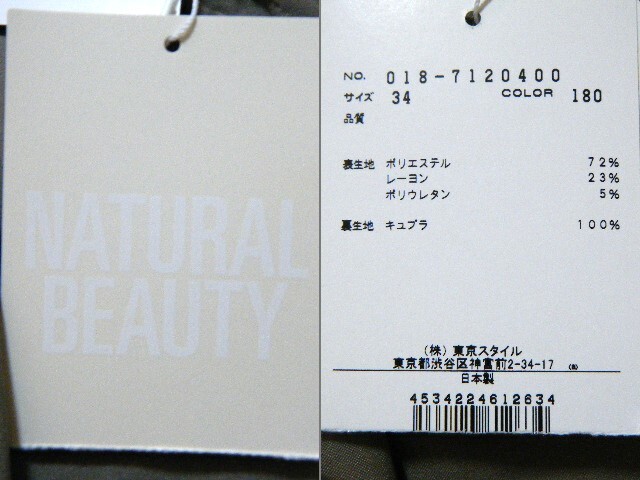 NATURAL
BEAUTY
NO. 018-7120400
サイズ 34 COLOR 180
品質
表生地 ポリエステル 72%
レーヨン 23%
ポリウレタン 5%
裏生地 キュプラ 100%
(株) 東京スタイル
東京都渋谷区神宮前2-34-17
日本製
4534224612634